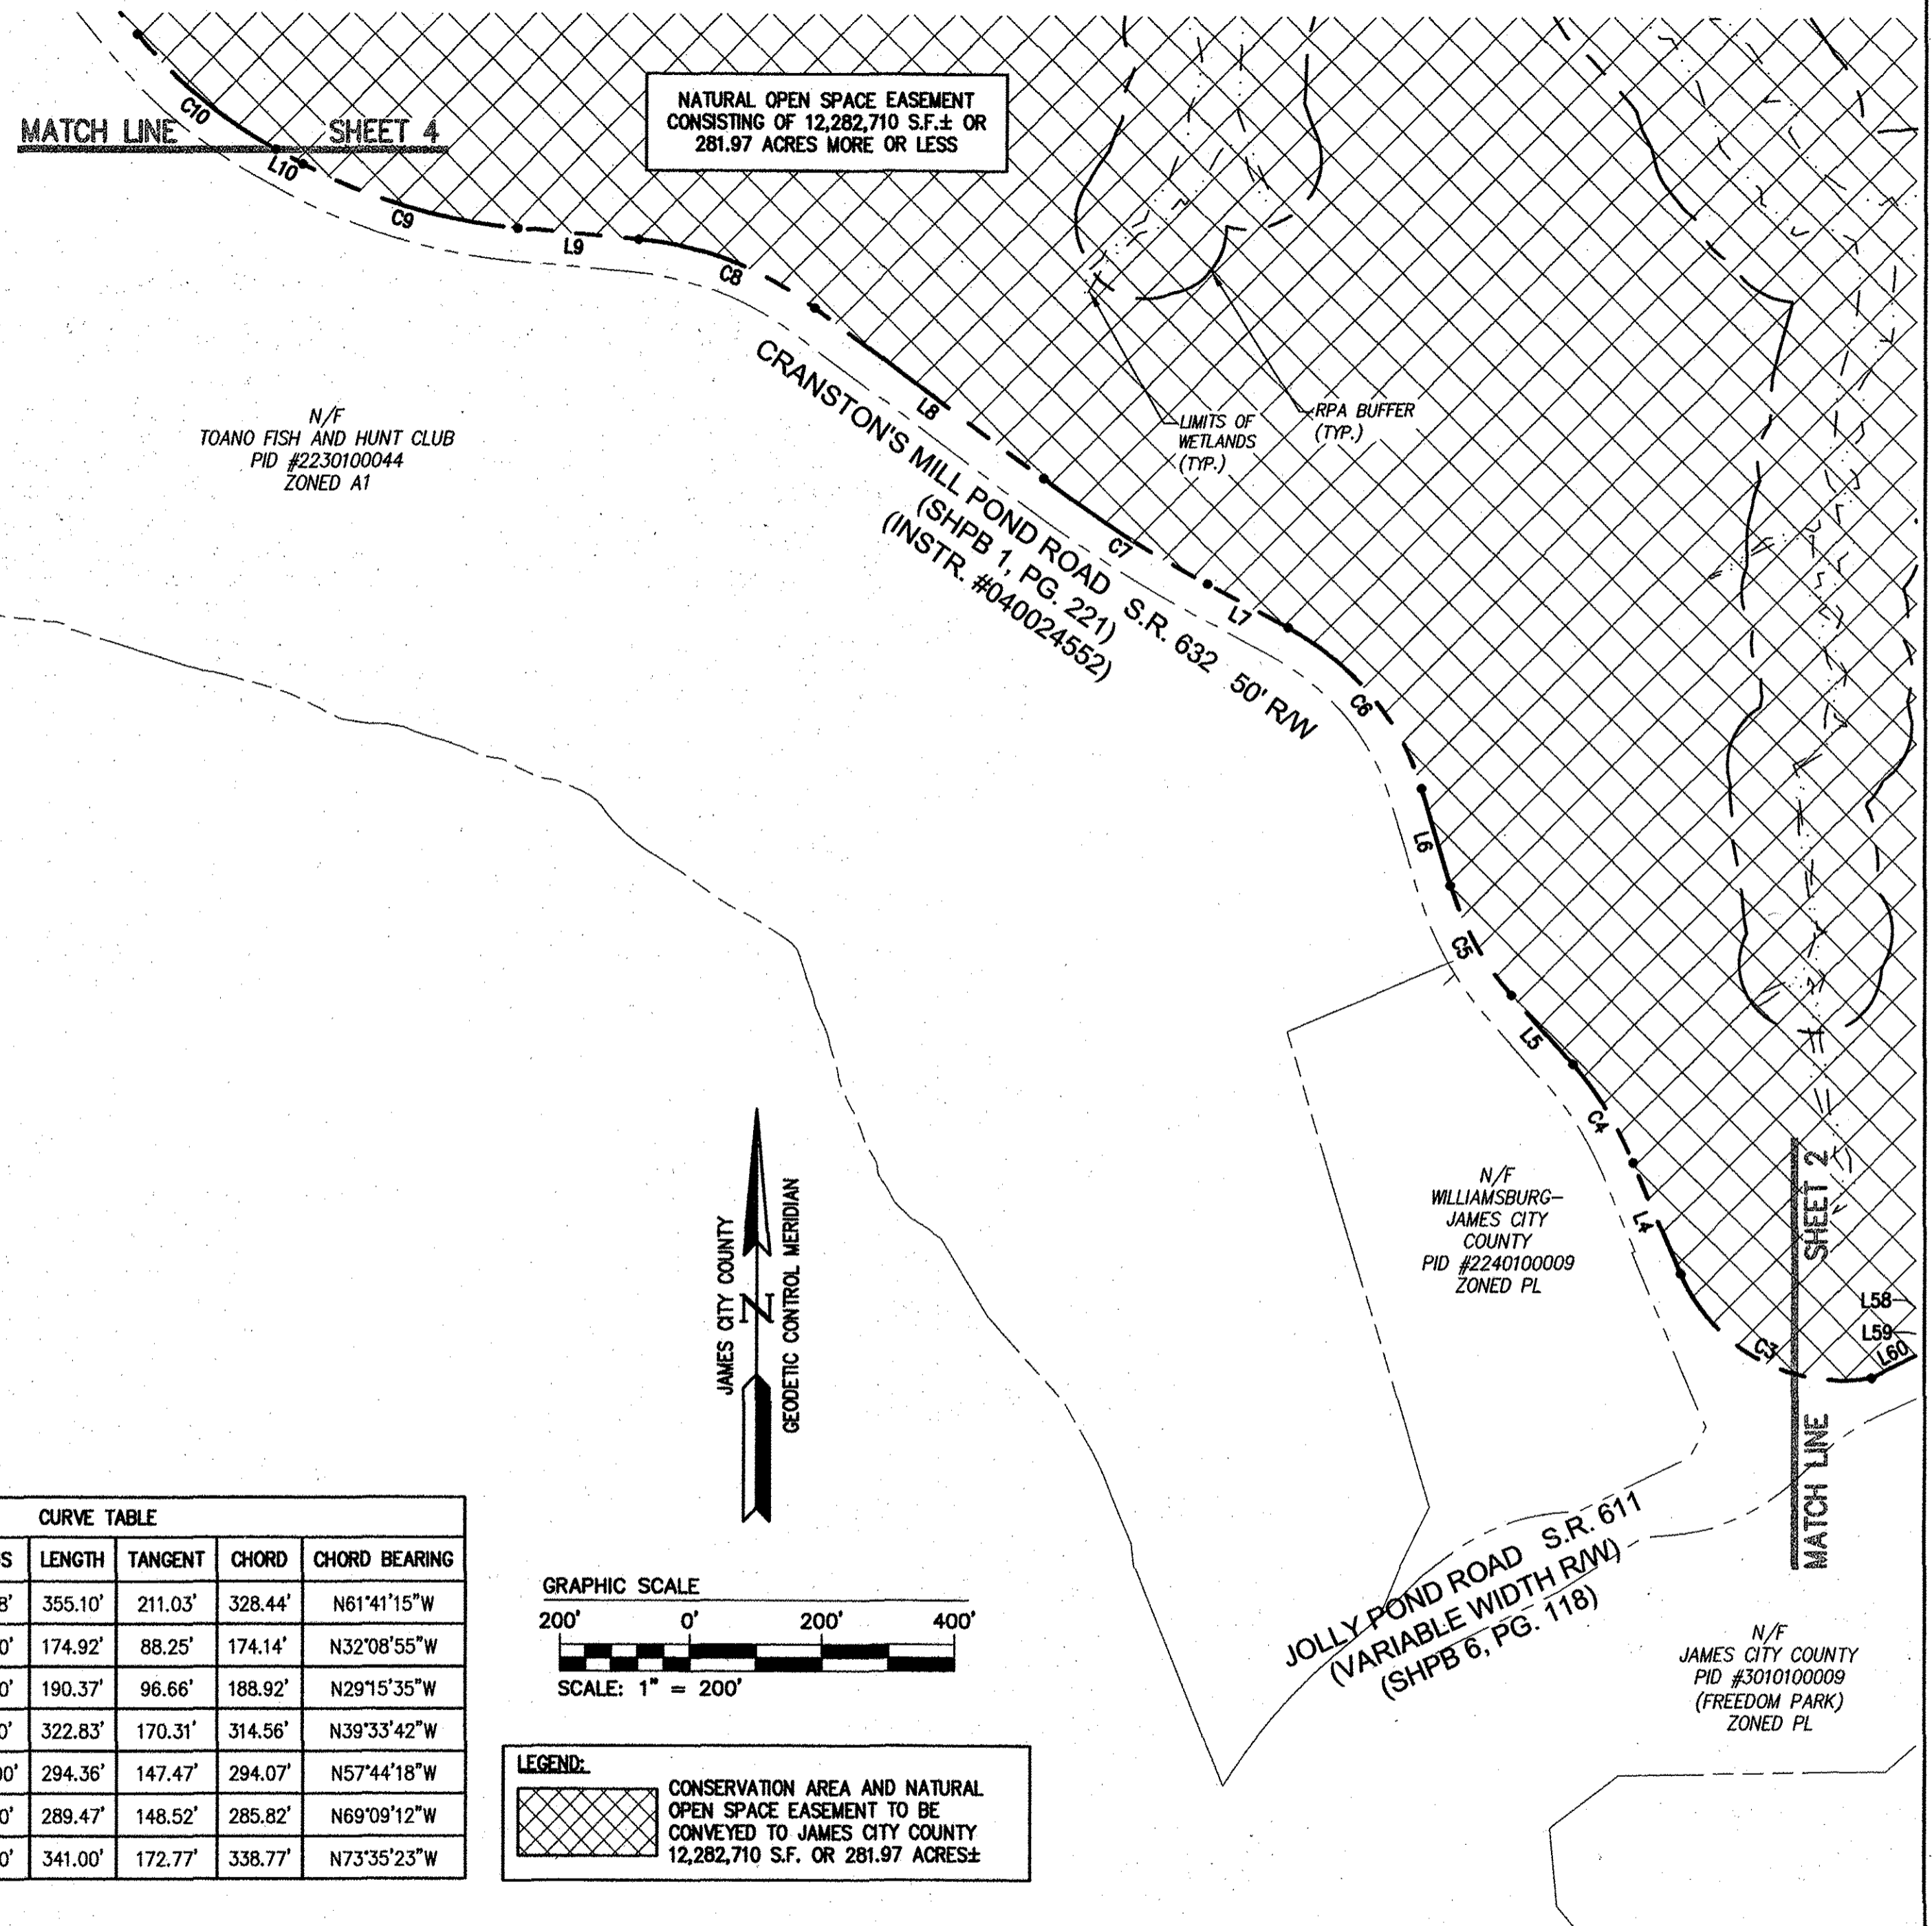 C10
MATCH LINE SHEET 4
L10
C9
L9
C8
NATURAL OPEN SPACE EASEMENT
CONSISTING OF 12,282,710 S.F.± OR
281.97 ACRES MORE OR LESS
L8
CRANSTON'S MILL POND ROAD S.R. 632 50' R/W
(SHPB 1, PG. 221)
(INSTR. #040024552)
LIMITS OF
WETLANDS
(TYP.)
RPA BUFFER
(TYP.)
N/F
TOANO FISH AND HUNT CLUB
PID #2230100044
ZONED A1
C7
L7
C6
L6
C5
L5
C4
L4
C3
N/F
WILLIAMSBURG-
JAMES CITY
COUNTY
PID #2240100009
ZONED PL
MATCH LINE SHEET 2
L58
L59
L60
JAMES CITY COUNTY
N
GEODETIC CONTROL MERIDIAN
CURVE TABLE
S LENGTH TANGENT CHORD CHORD BEARING
8' 355.10' 211.03' 328.44' N61°41'15"W
0' 174.92' 88.25' 174.14' N32°08'55"W
0' 190.37' 96.66' 188.92' N29°15'35"W
0' 322.83' 170.31' 314.56' N39°33'42"W
00' 294.36' 147.47' 294.07' N57°44'18"W
0' 289.47' 148.52' 285.82' N69°09'12"W
0' 341.00' 172.77' 338.77' N73°35'23"W
GRAPHIC SCALE
200' 0' 200' 400'
SCALE: 1" = 200'
LEGEND:
CONSERVATION AREA AND NATURAL
OPEN SPACE EASEMENT TO BE
CONVEYED TO JAMES CITY COUNTY
12,282,710 S.F. OR 281.97 ACRES±
JOLLY POND ROAD S.R. 611
(VARIABLE WIDTH R/W)
(SHPB 6, PG. 118)
N/F
JAMES CITY COUNTY
PID #3010100009
(FREEDOM PARK)
ZONED PL